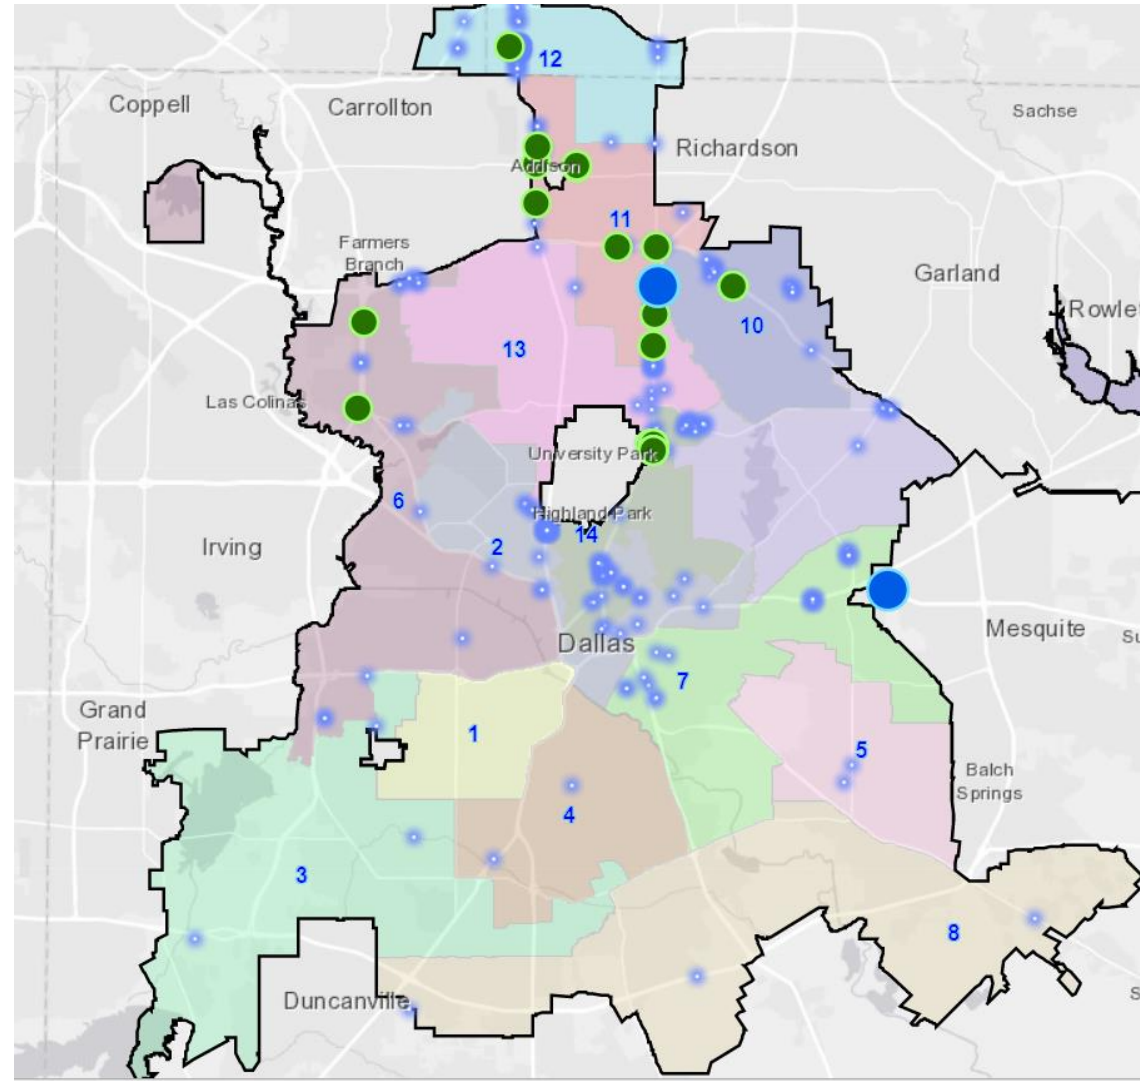 12
Coppell
Carrollton
Sachse
Richardson
Addison
11
Farmers
Branch
Garland
Rowlet
10
13
Las Colinas
University Park
6
Highland Park
14
2
Irving
Mesquite
Su
Dallas
7
Grand
Prairie
1
5
Balch
Springs
4
3
8
Duncanville
S